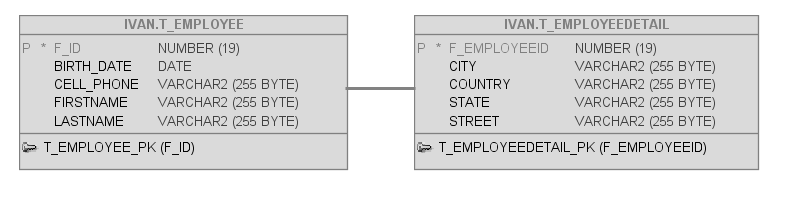 IVAN.T_EMPLOYEE
P * F_ID NUMBER (19)
BIRTH_DATE DATE
CELL_PHONE VARCHAR2 (255 BYTE)
FIRSTNAME VARCHAR2 (255 BYTE)
LASTNAME VARCHAR2 (255 BYTE)
T_EMPLOYEE_PK (F_ID)
IVAN.T_EMPLOYEEDETAIL
P * F_EMPLOYEEID NUMBER (19)
CITY VARCHAR2 (255 BYTE)
COUNTRY VARCHAR2 (255 BYTE)
STATE VARCHAR2 (255 BYTE)
STREET VARCHAR2 (255 BYTE)
T_EMPLOYEEDETAIL_PK (F_EMPLOYEEID)